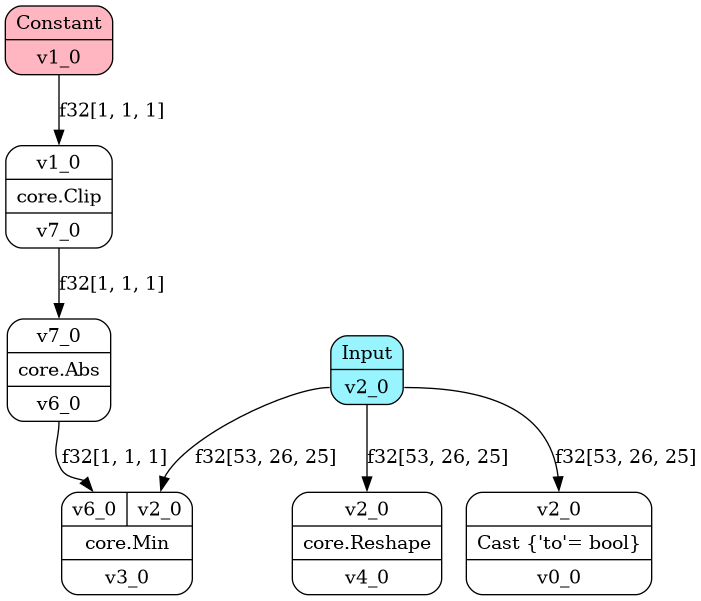 Constant
v1_0
f32[1, 1, 1]
v1_0
core.Clip
v7_0
f32[1, 1, 1]
v7_0
core.Abs
v6_0
Input
v2_0
f32[1, 1, 1]
f32[53, 26, 25]
f32[53, 26, 25]
f32[53, 26, 25]
v6_0 v2_0
core.Min
v3_0
v2_0
core.Reshape
v4_0
v2_0
Cast {'to'= bool}
v0_0